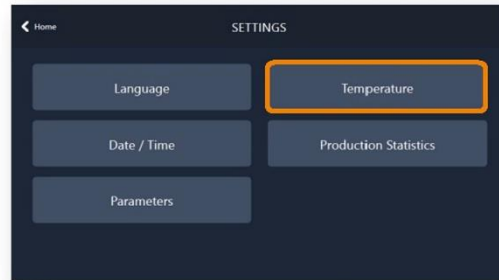 Home
SETTINGS
Language
Temperature
Date / Time
Production Statistics
Parameters